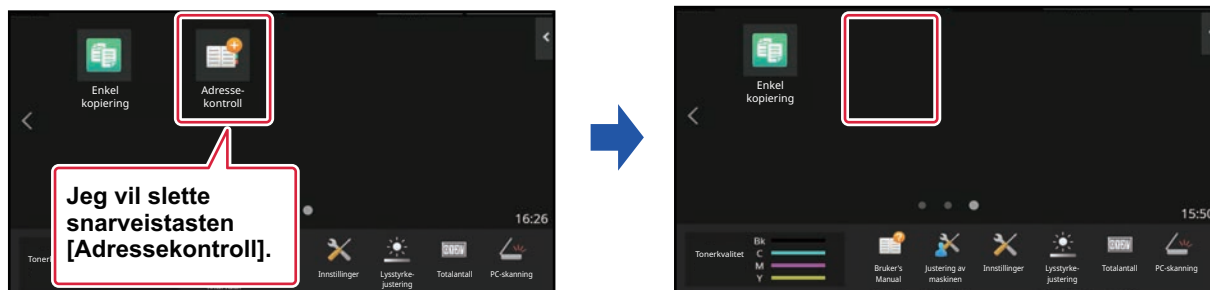 Enkel
kopiering
Adresse-
kontroll
Jeg vil slette
snarveistasten
[Adressekontroll].
16:26
Innstillinger
Lysstyrke-
justering
Totalantall
PC-skanning
Enkel
kopiering
15:50
Tonerkvalitet
Bk
C
M
Y
Bruker's
Manual
Justering av
maskinen
Innstillinger
Lysstyrke-
justering
Totalantall
PC-skanning